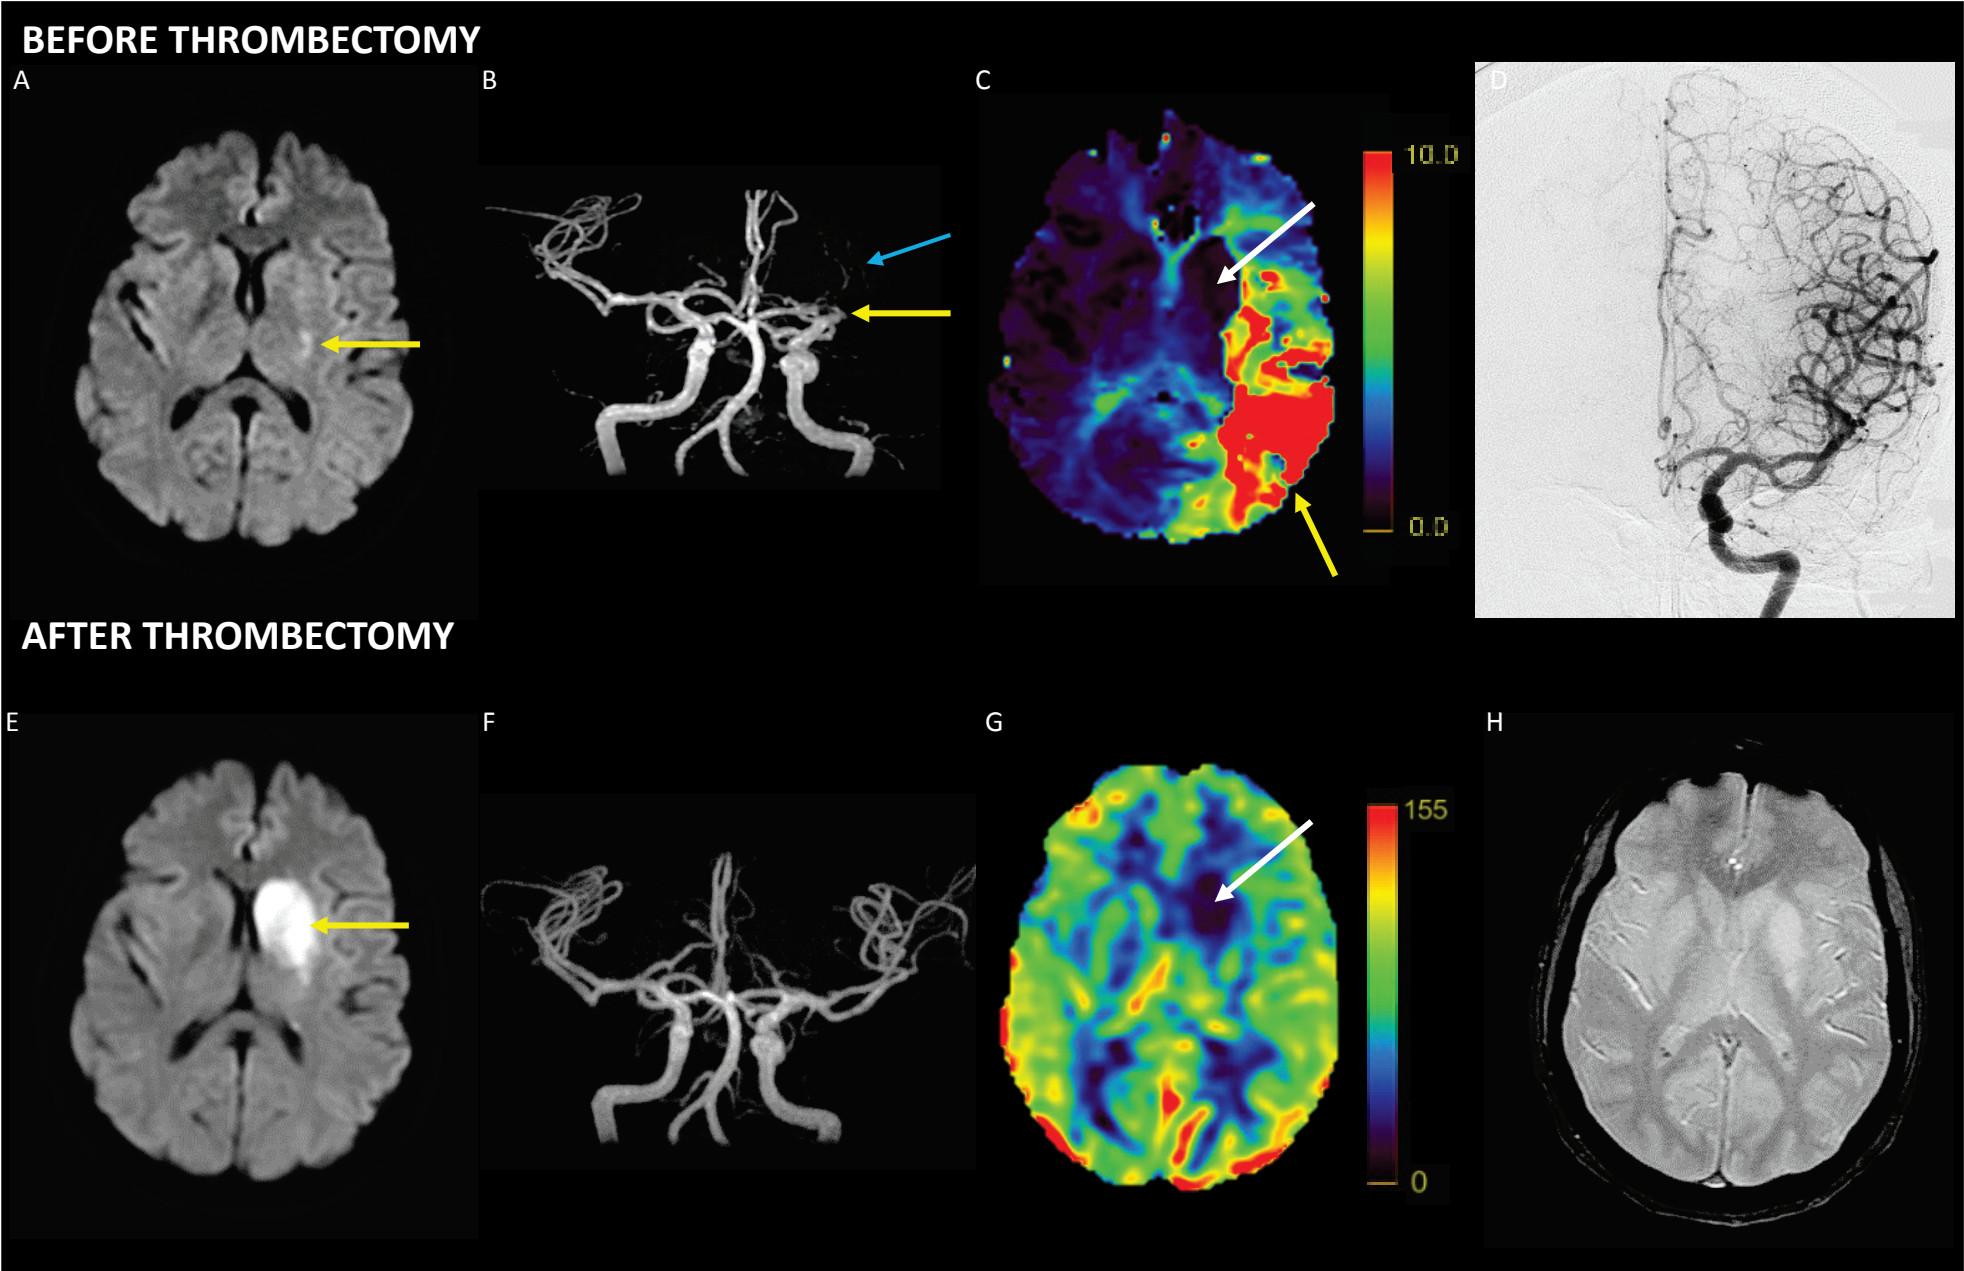 BEFORE THROMBECTOMY
A
B
C
D
10.0
0.0
AFTER THROMBECTOMY
E
F
G
H
155
0